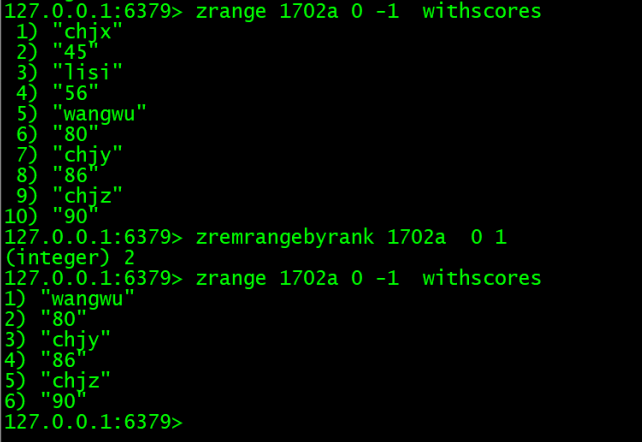 127.0.0.1:6379> zrange 1702a 0 -1  withscores
 1) "chjx"
 2) "45"
 3) "lisi"
 4) "56"
 5) "wangwu"
 6) "80"
 7) "chjy"
 8) "86"
 9) "chjz"
10) "90"
127.0.0.1:6379> zremrangebyrank 1702a  0 1
(integer) 2
127.0.0.1:6379> zrange 1702a 0 -1  withscores
1) "wangwu"
2) "80"
3) "chjy"
4) "86"
5) "chjz"
6) "90"
127.0.0.1:6379>